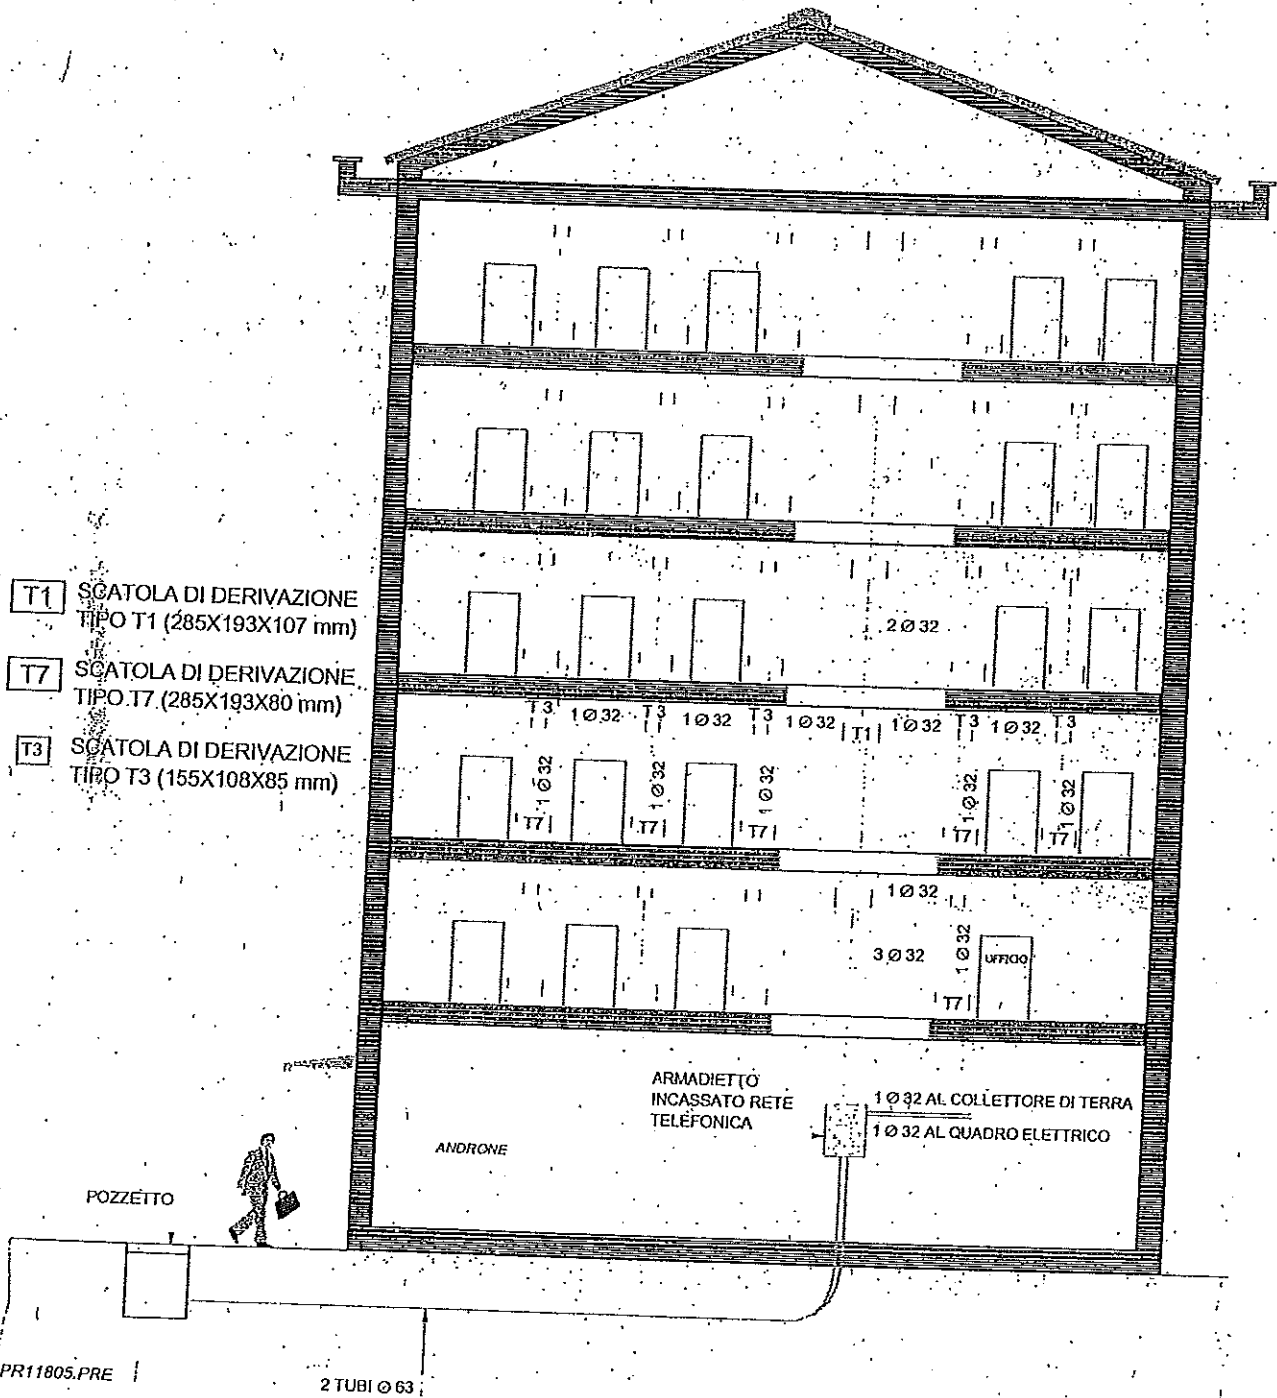 T1 SCATOLA DI DERIVAZIONE
TIPO T1 (285X193X107 mm)
T7 SCATOLA DI DERIVAZIONE
TIPO T7 (285X193X80 mm)
T3 SCATOLA DI DERIVAZIONE
TIPO T3 (155X108X85 mm)
2 Ø 32
T3 1 Ø 32 T3 1 Ø 32 T3 1 Ø 32 T1 1 Ø 32 T3 1 Ø 32 T3
1 Ø 32 1 Ø 32 1 Ø 32 1 Ø 32 1 Ø 32
T7 T7 T7 T7 T7
1 Ø 32
3 Ø 32
1 Ø 32
UFFICIO
T7
ARMADIETTO
INCASSATO RETE
TELEFONICA
1 Ø 32 AL COLLETTORE DI TERRA
1 Ø 32 AL QUADRO ELETTRICO
ANDRONE
POZZETTO
PR11805.PRE
2 TUBI Ø 63